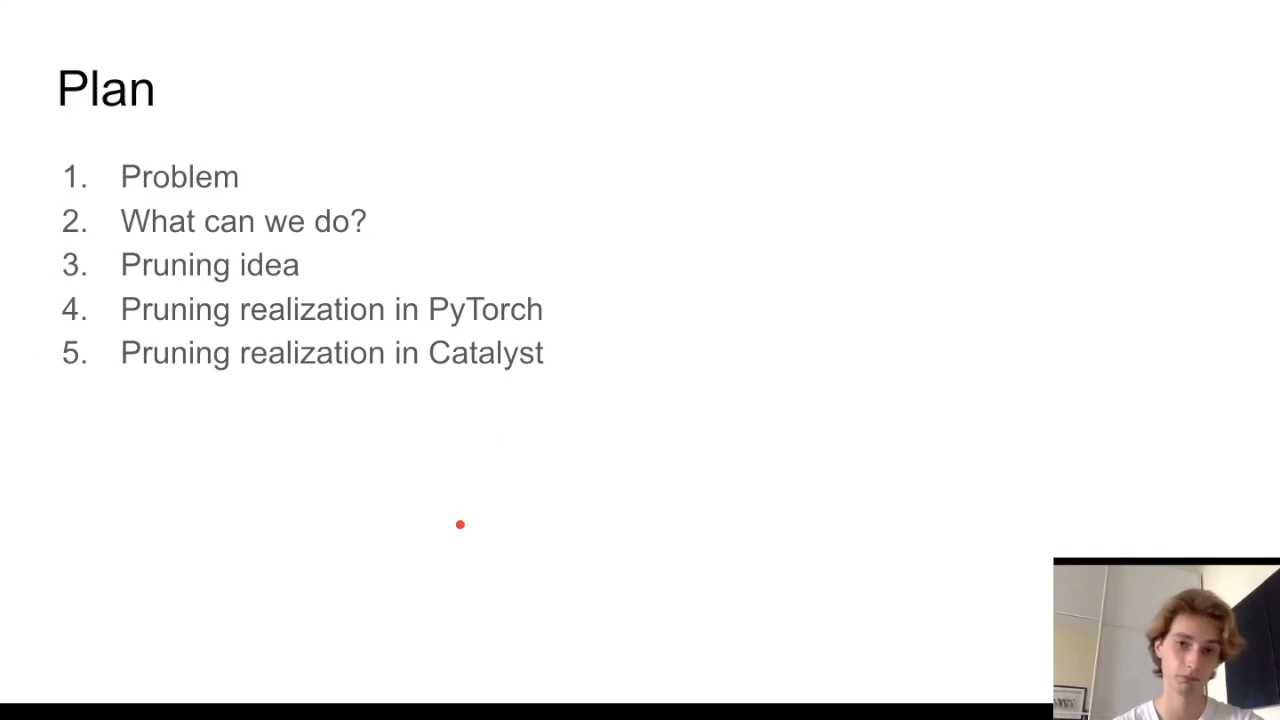 Plan
1. Problem
2. What can we do?
3. Pruning idea
4. Pruning realization in PyTorch
5. Pruning realization in Catalyst